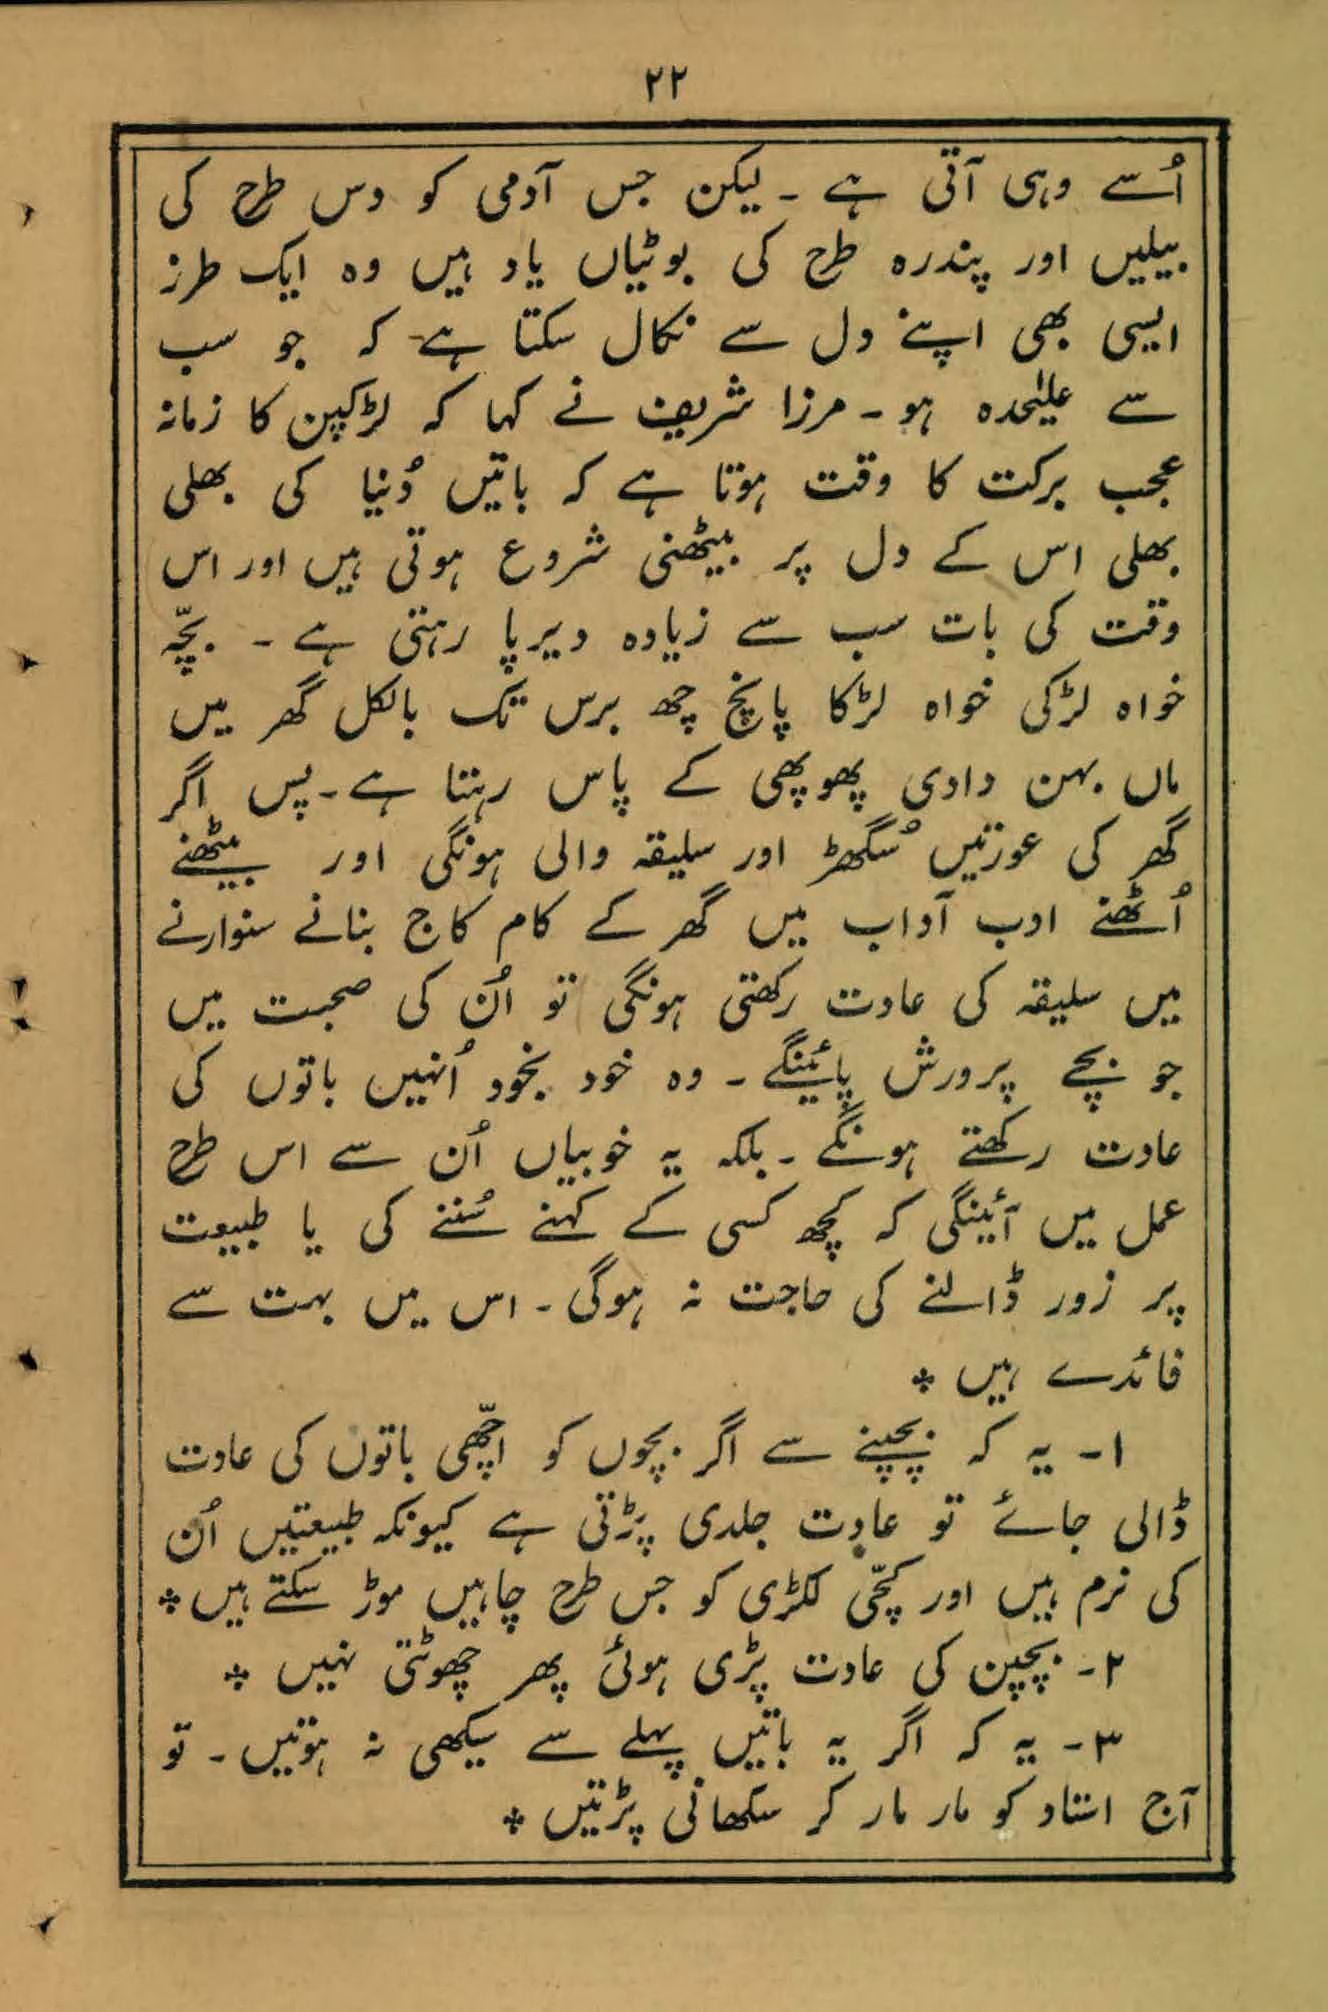 ۲۲
اُسے وہی آتی ہے ۔ لیکن جس آدمی کو دس طرح کی
بیلیں اور پندرہ طرح کی بوٹیاں یاد ہیں وہ ایک طرز
ایسی بھی اپنے دل سے نکال سکتا ہے کہ جو سب
سے علیٰحدہ ہو ۔ مرزا شریف نے کہا کہ لڑکپن کا زمانہ
عجب برکت کا وقت ہوتا ہے کہ باتیں دُنیا کی بھلی
بھلی اس کے دل پر بیٹھنی شروع ہوتی ہیں اور اس
وقت کی بات سب سے زیادہ دیرپا رہتی ہے ۔ بچّہ
خواہ لڑکی خواہ لڑکا پانچ چھ برس تک بالکل گھر میں
ماں بہن دادی پھوپھی کے پاس رہتا ہے ۔ پس اگر
گھر کی عورتیں سُگھڑ اور سلیقہ والی ہونگی اور بیٹھنے
اُٹھنے ادب آداب میں گھر کے کام کاج بنانے سنوارنے
میں سلیقہ کی عادت رکھتی ہونگی تو اُن کی صحبت میں
جو بچے پرورش پائینگے ۔ وہ خود بخود اُنہیں باتوں کی
عادت رکھتے ہونگے ۔ بلکہ یہ خوبیاں اُن سے اس طرح
عمل میں آئینگی کہ کچھ کسی کے کہنے سُننے کی یا طبیعت
پر زور ڈالنے کی حاجت نہ ہوگی ۔ اس میں بہت سے
فائدے ہیں *
۱ ۔ یہ کہ بچپنے سے اگر بچوں کو اچّھی باتوں کی عادت
ڈالی جائے تو عادت جلدی پڑتی ہے کیونکہ طبیعتیں اُن
کی نرم ہیں اور کچّی لکڑی کو جس طرح چاہیں موڑ سکتے ہیں *
۲ ۔ بچپن کی عادت پڑی ہوئی پھر چھوٹتی نہیں *
۳ ۔ یہ کہ اگر یہ باتیں پہلے سے سیکھی نہ ہوتیں ۔ تو
آج استاد کو مار مار کر سکھانی پڑتیں *